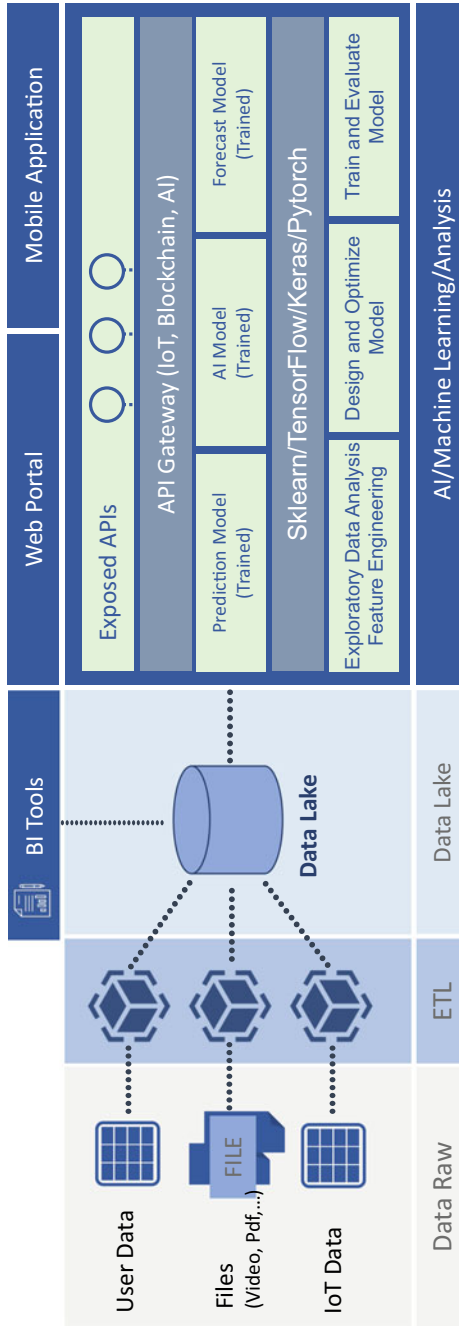 BI Tools
Web Portal
Mobile Application
User Data
FILE
Files
(Video, Pdf,...)
IoT Data
Data Lake
Exposed APIs
API Gateway (IoT, Blockchain, AI)
Prediction Model
(Trained)
AI Model
(Trained)
Forecast Model
(Trained)
Sklearn/TensorFlow/Keras/Pytorch
Exploratory Data Analysis
Feature Engineering
Design and Optimize
Model
Train and Evaluate
Model
Data Raw
ETL
Data Lake
AI/Machine Learning/Analysis